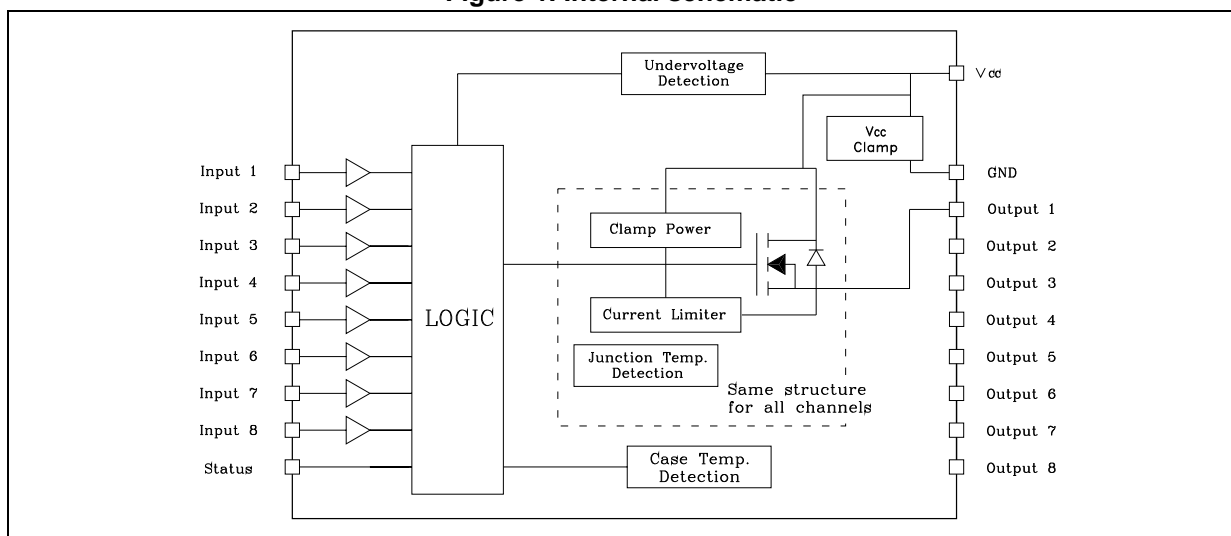 Figure 1. Internal schematic
Undervoltage
Detection
Vcc
Vcc
Clamp
Input 1
GND
Input 2
Output 1
Clamp Power
Input 3
Output 2
Input 4
Output 3
LOGIC
Current Limiter
Input 5
Output 4
Junction Temp.
Detection
Input 6
Output 5
Same structure
for all channels
Input 7
Output 6
Input 8
Output 7
Status
Case Temp.
Detection
Output 8